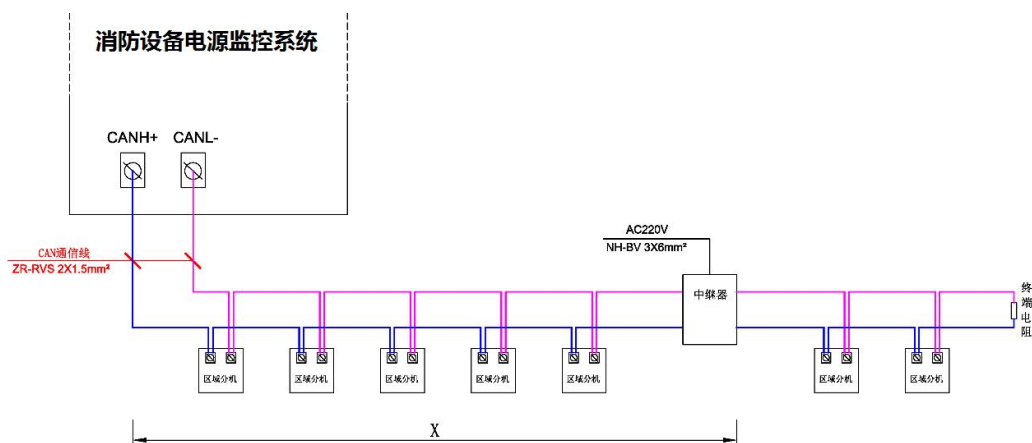 消防设备电源监控系统
CANH+ CANL-
CAN通信线
ZR-RVS 2X1.5mm²
AC220V
NH-BV 3X6mm²
中继器
终端电阻
区域分机 区域分机 区域分机 区域分机 区域分机 区域分机 区域分机
X